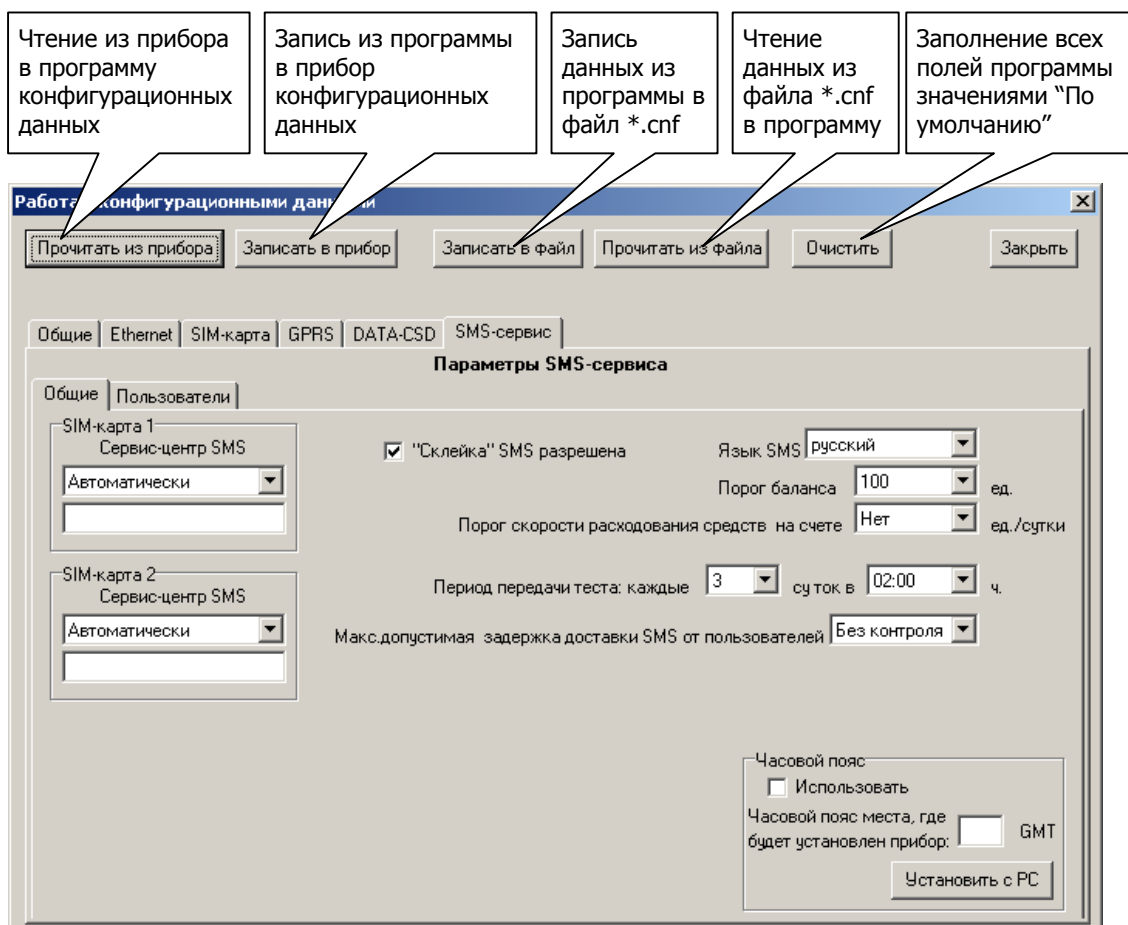 Чтение из прибора
в программу
конфигурационных
данных
Запись из программы
в прибор
конфигурационных
данных
Запись
данных из
программы в
файл *.cnf
Чтение
данных из
файла *.cnf
в программу
Заполнение всех
полей программы
значениями “По
умолчанию”
Работа конфигурационными данными
Прочитать из прибора Записать в прибор Записать в файл Прочитать из файла Очистить Закрыть
Общие Ethernet SIM-карта GPRS DATA-CSD SMS-сервис
Параметры SMS-сервиса
Общие Пользователи
SIM-карта 1
Сервис-центр SMS
Автоматически
"Склейка" SMS разрешена
Язык SMS русский
Порог баланса 100 ед.
Порог скорости расходования средств на счете Нет ед./сутки
SIM-карта 2
Сервис-центр SMS
Автоматически
Период передачи теста: каждые 3 суток в 02:00 ч.
Макс.допустимая задержка доставки SMS от пользователей Без контроля
Часовой пояс
Использовать
Часовой пояс места, где
будет установлен прибор: GMT
Установить с PC